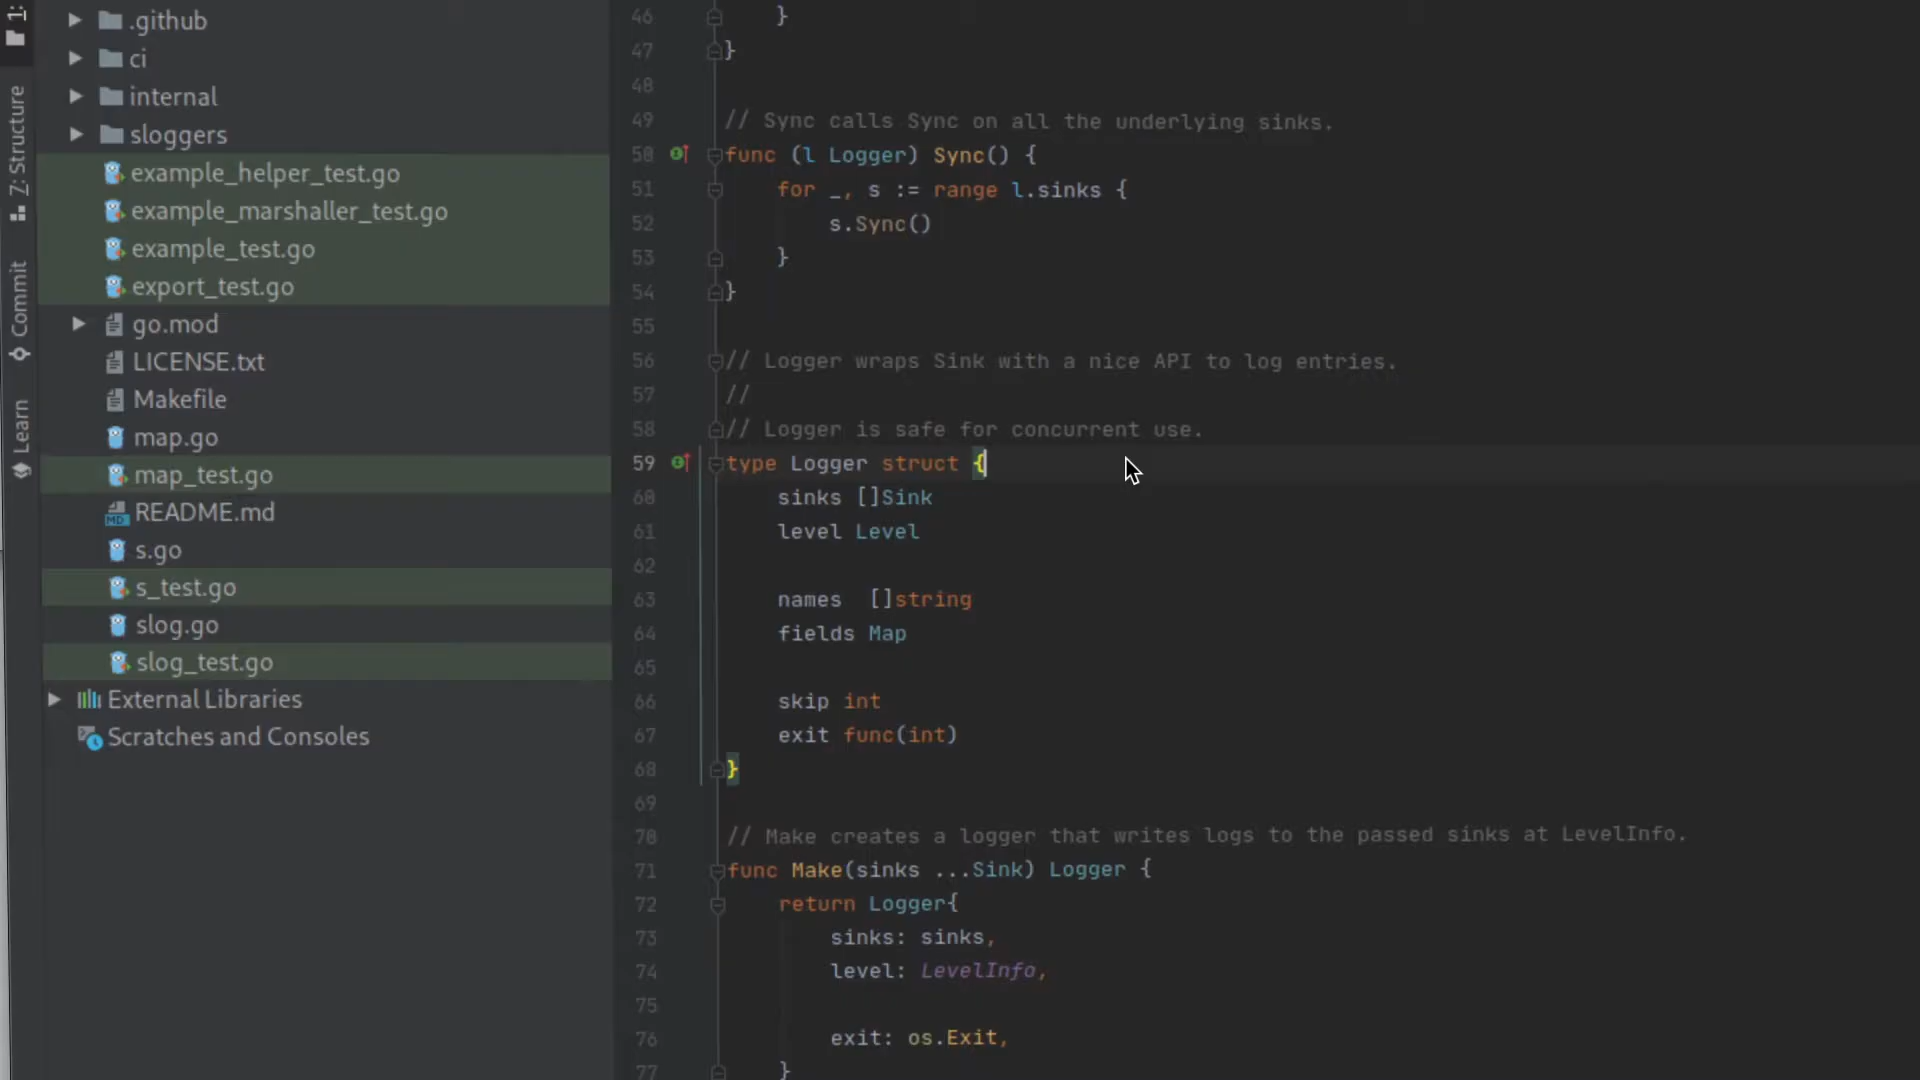 1:
Z: Structure
Commit
Learn
.github
ci
internal
sloggers
example_helper_test.go
example_marshaller_test.go
example_test.go
export_test.go
go.mod
LICENSE.txt
Makefile
map.go
map_test.go
MD README.md
s.go
s_test.go
slog.go
slog_test.go
External Libraries
Scratches and Consoles
46 }
47 }
48
49 // Sync calls Sync on all the underlying sinks.
50 func (l Logger) Sync() {
51 for _, s := range l.sinks {
52 s.Sync()
53 }
54 }
55
56 // Logger wraps Sink with a nice API to log entries.
57 //
58 // Logger is safe for concurrent use.
59 type Logger struct {
60 sinks []Sink
61 level Level
62
63 names []string
64 fields Map
65
66 skip int
67 exit func(int)
68 }
69
70 // Make creates a logger that writes logs to the passed sinks at LevelInfo.
71 func Make(sinks ...Sink) Logger {
72 return Logger{
73 sinks: sinks,
74 level: LevelInfo,
75
76 exit: os.Exit,
77 }